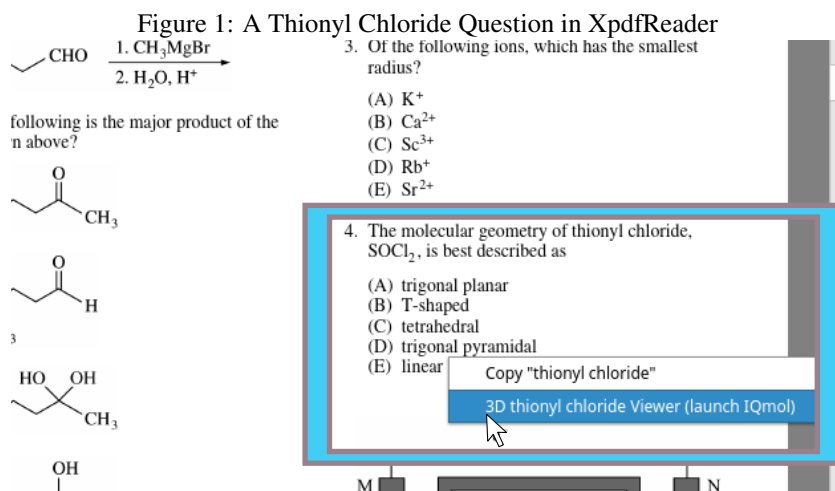 Figure 1: A Thionyl Chloride Question in XpdfReader
CHO
1. CH₃MgBr
2. H₂O, H⁺
following is the major product of the
n above?
O
CH₃
O
H
3
HO OH
CH₃
OH
3. Of the following ions, which has the smallest
radius?
(A) K⁺
(B) Ca²⁺
(C) Sc³⁺
(D) Rb⁺
(E) Sr²⁺
4. The molecular geometry of thionyl chloride,
SOCl₂, is best described as
(A) trigonal planar
(B) T-shaped
(C) tetrahedral
(D) trigonal pyramidal
(E) linear
Copy "thionyl chloride"
3D thionyl chloride Viewer (launch IQmol)
M N